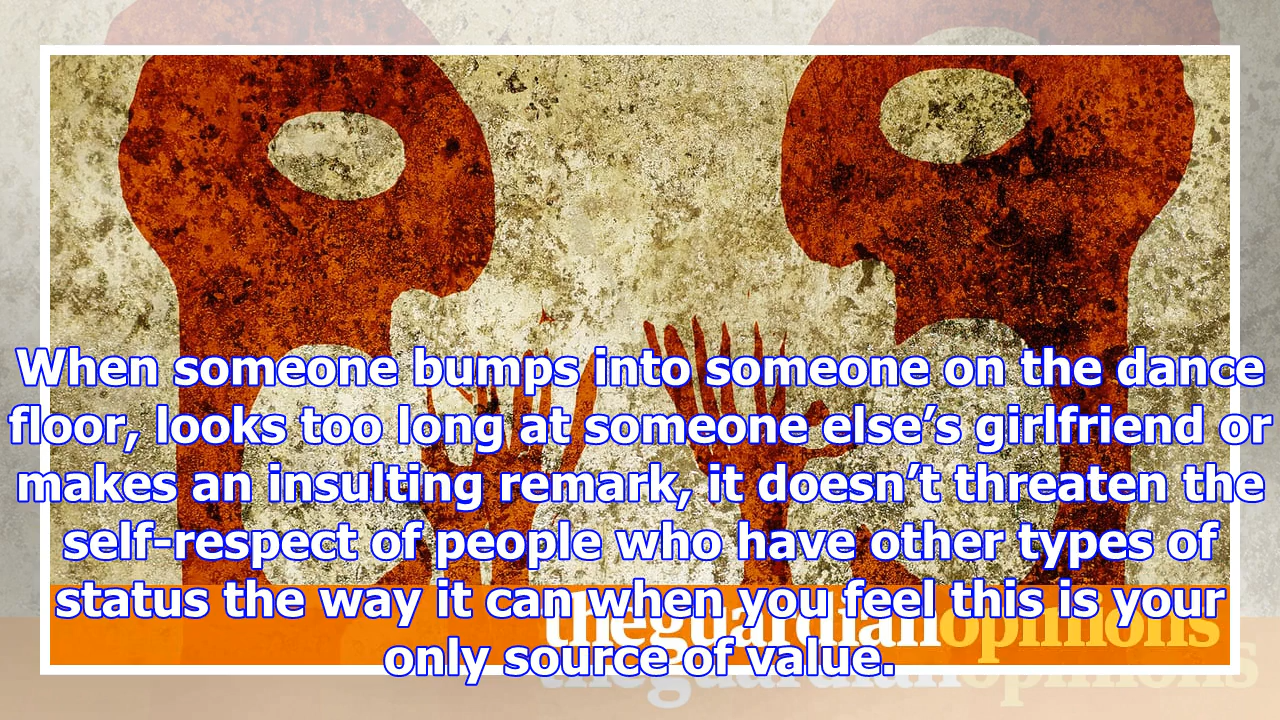 When someone bumps into someone on the dance
floor, looks too long at someone else’s girlfriend or
makes an insulting remark, it doesn’t threaten the
self-respect of people who have other types of
status the way it can when you feel this is your
only source of value.
theguardianopinions
theguardianopinions